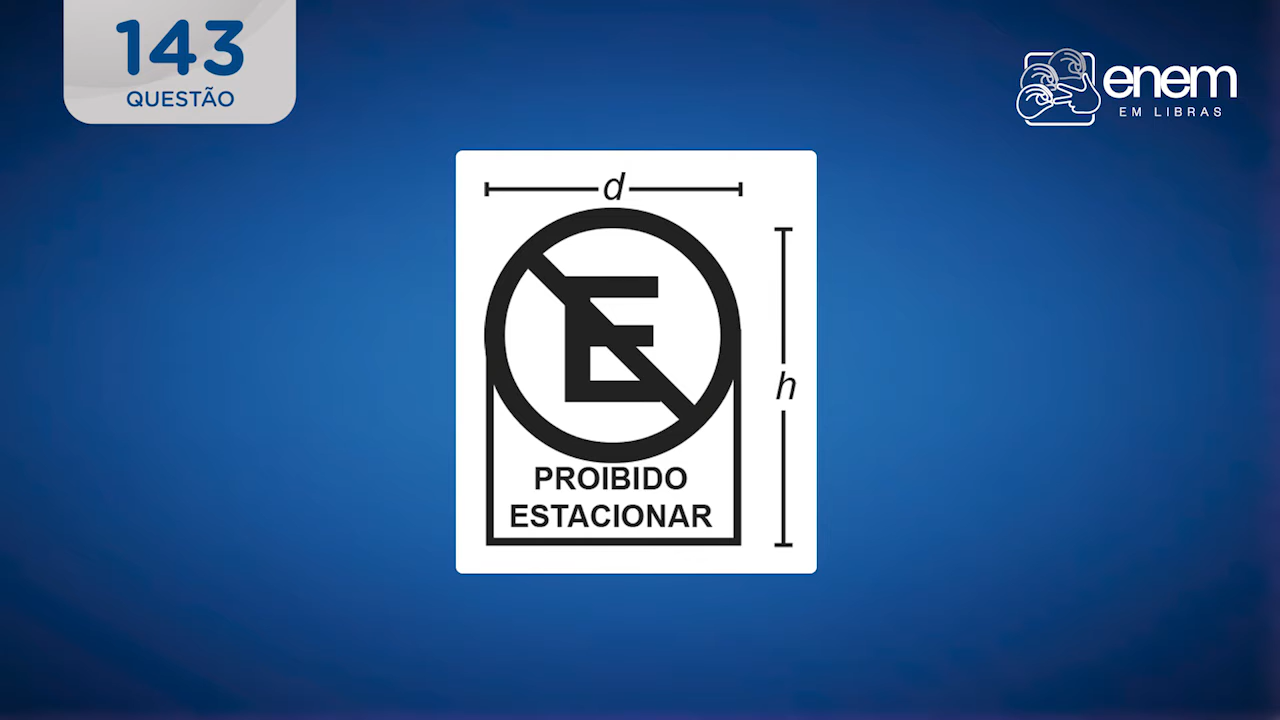 143
QUESTÃO
enem
EM LIBRAS
d
E
h
PROIBIDO
ESTACIONAR